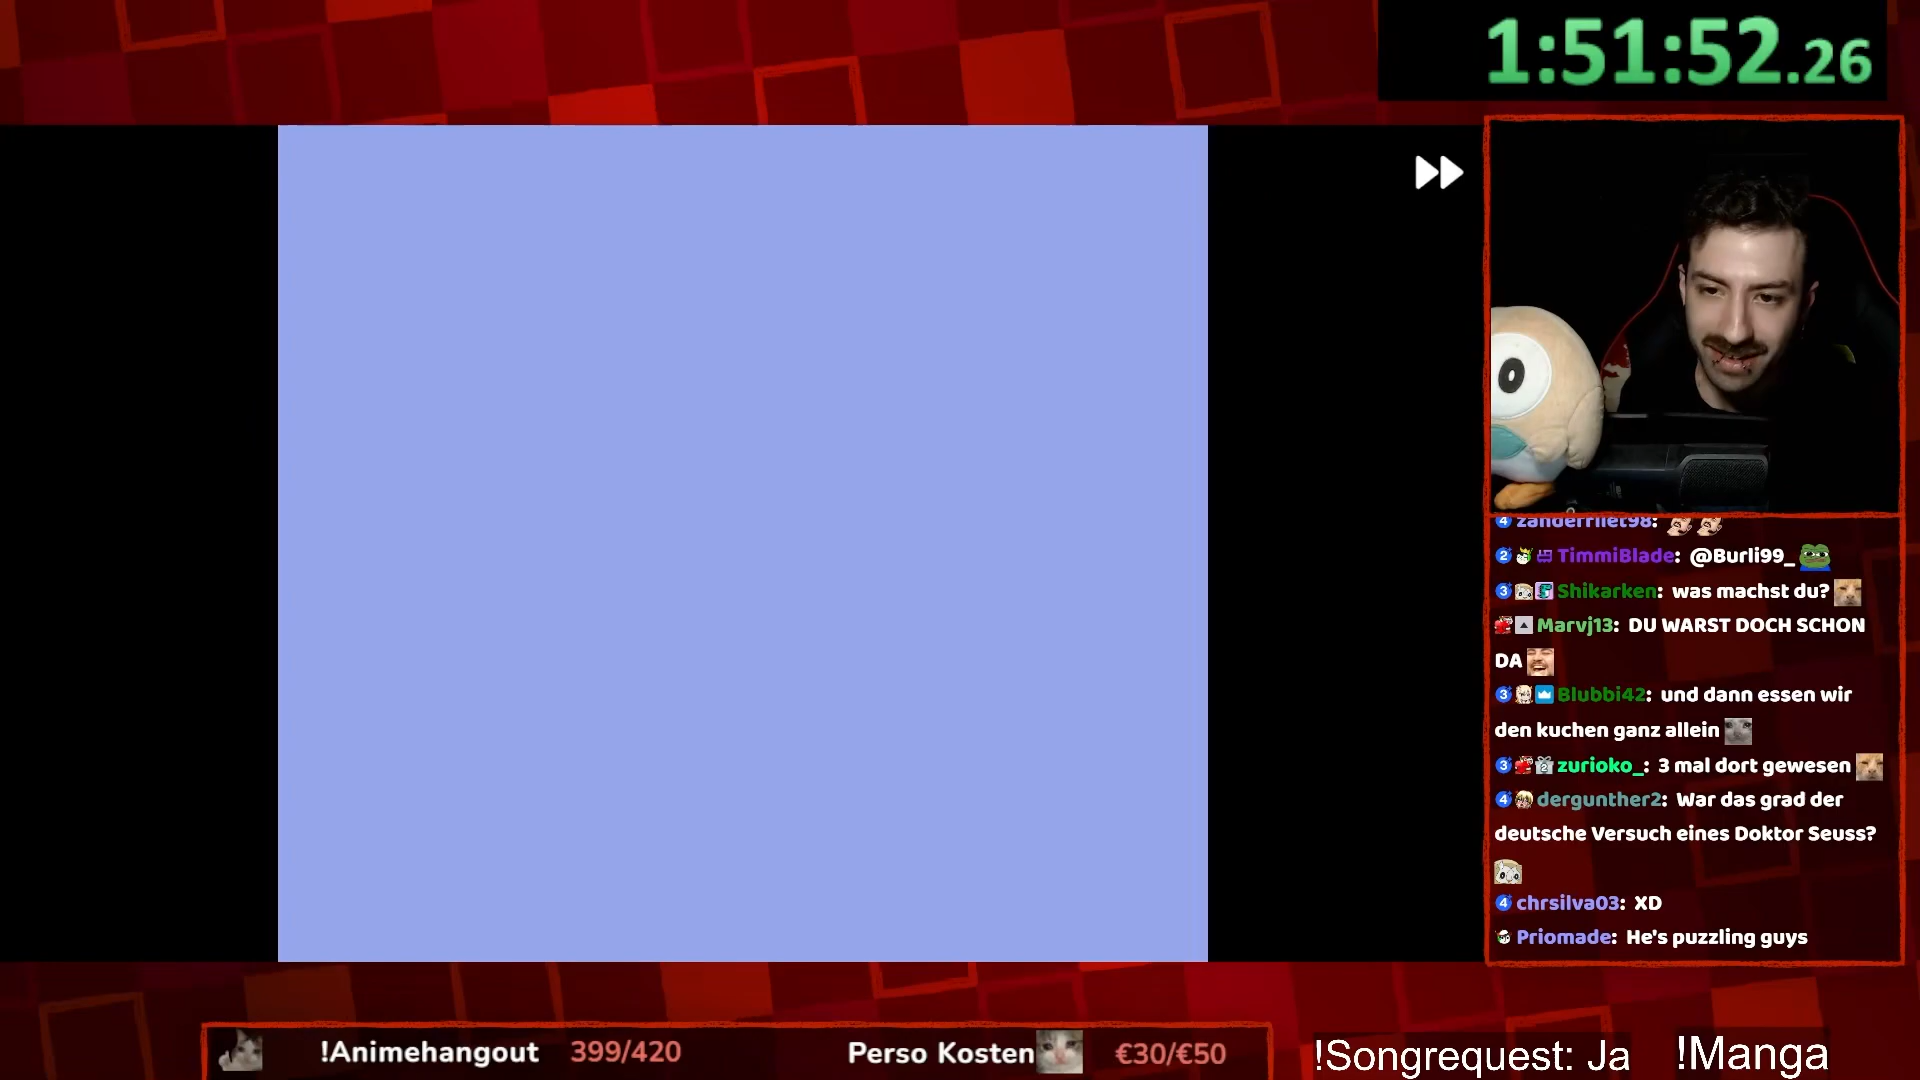 1:51:52.26
zanderfliet98:
TimmiBlade: @Burli99_
Shikarken: was machst du?
Marvj13: DU WARST DOCH SCHON
DA
Blubbi42: und dann essen wir
den kuchen ganz allein
zurioko_: 3 mal dort gewesen
dergunther2: War das grad der
deutsche Versuch eines Doktor Seuss?
chrsilva03: XD
Priomade: He's puzzling guys
!Animehangout 399/420 Perso Kosten €30/€50 !Songrequest: Ja !Manga